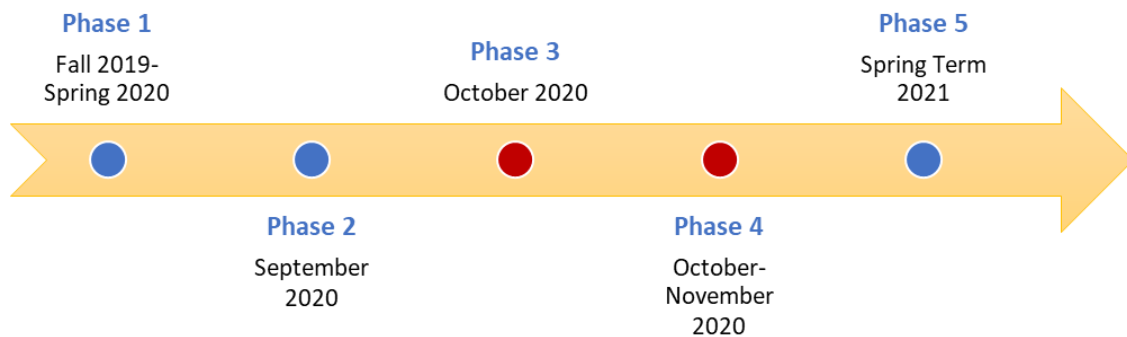 Phase 1
Fall 2019-
Spring 2020
Phase 2
September
2020
Phase 3
October 2020
Phase 4
October-
November
2020
Phase 5
Spring Term
2021